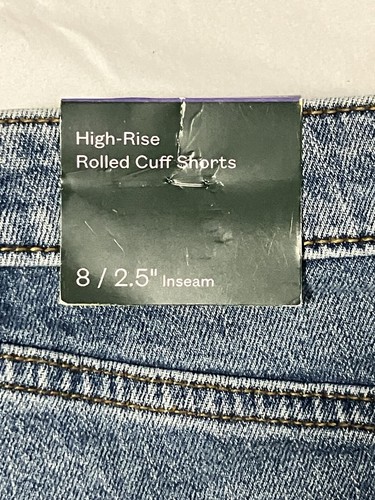 High-Rise
Rolled Cuff Shorts
8 / 2.5" Inseam